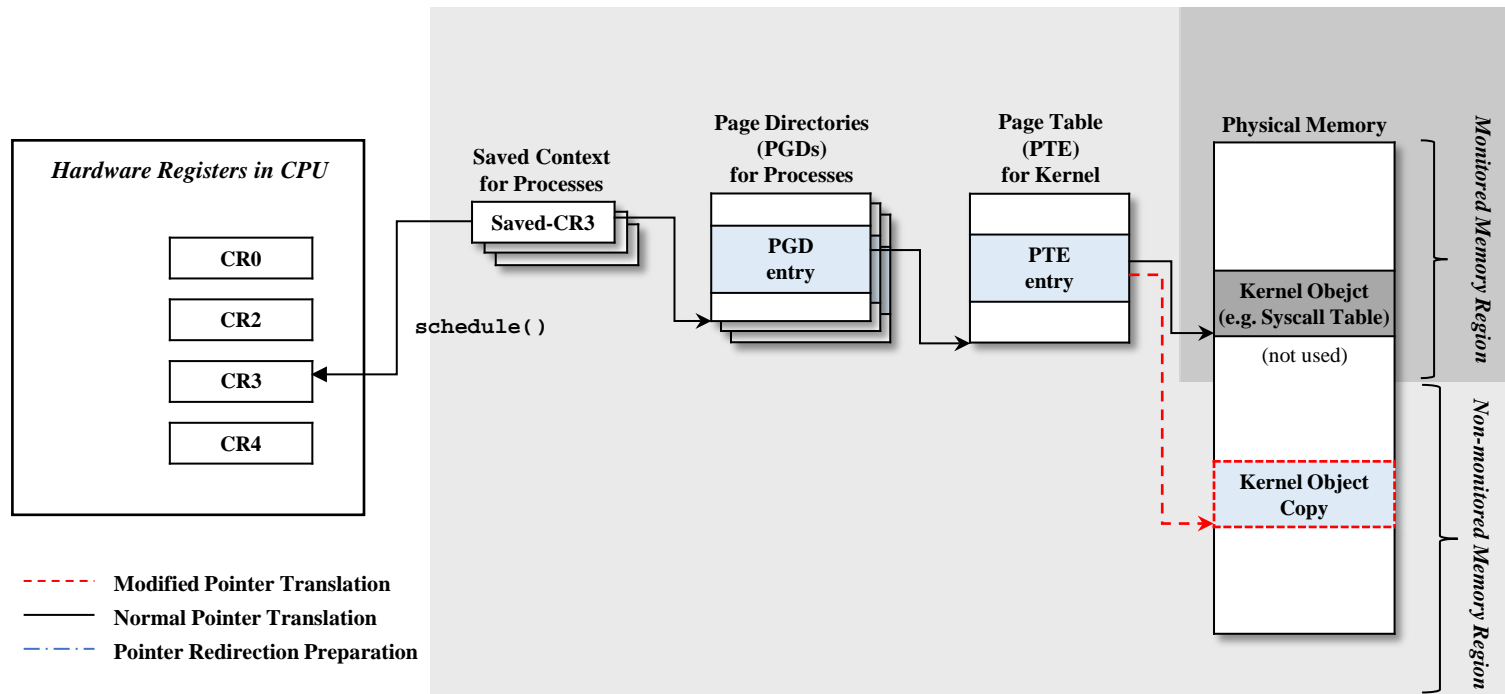 Hardware Registers in CPU
CR0
CR2
CR3
CR4
schedule()
Saved Context
for Processes
Saved-CR3
Page Directories
(PGDs)
for Processes
PGD
entry
Page Table
(PTE)
for Kernel
PTE
entry
Physical Memory
Kernel Obejct
(e.g. Syscall Table)
(not used)
Kernel Object
Copy
Monitored Memory Region
Non-monitored Memory Region
Modified Pointer Translation
Normal Pointer Translation
Pointer Redirection Preparation